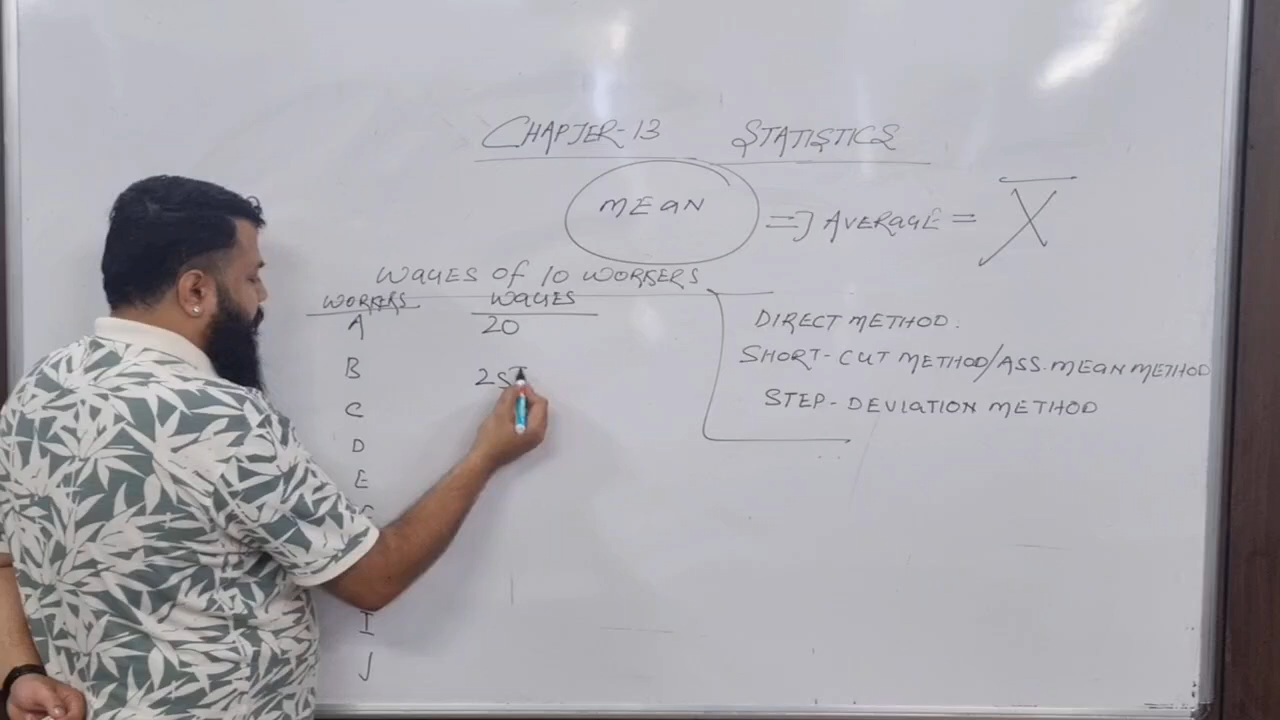 CHAPTER-13 STATISTICS
MEAN => AVERAGE = X̅
WAGES OF 10 WORKERS
WORKERS WAGES
A 20
B 25
C
D
E
I
J
DIRECT METHOD.
SHORT-CUT METHOD/ASS. MEAN METHOD
STEP-DEVIATION METHOD